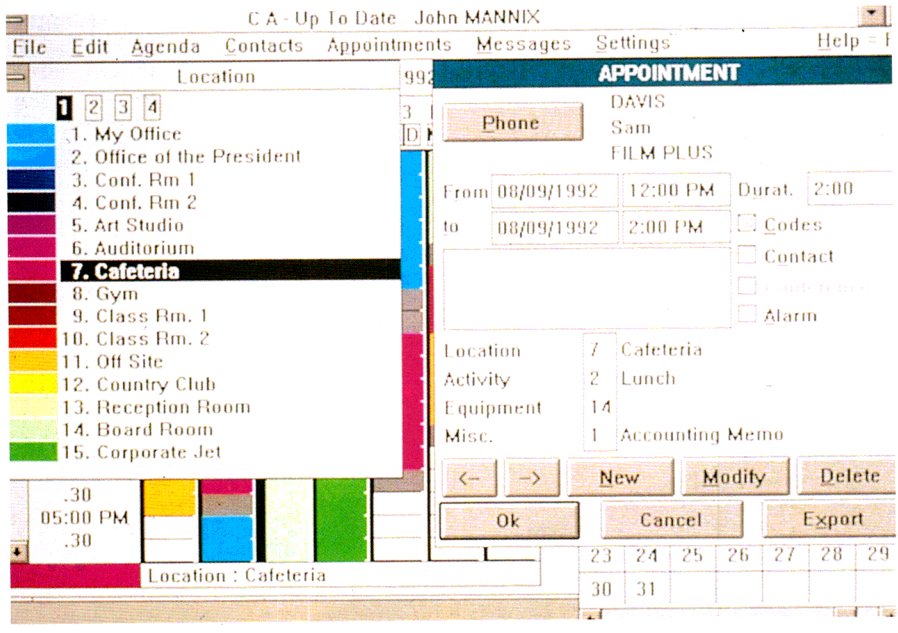 C A - Up To Date John MANNIX
File Edit Agenda Contacts Appointments Messages Settings Help = F
Location
992
1 2 3 4
3
D
1. My Office
2. Office of the President
3. Conf. Rm 1
4. Conf. Rm 2
5. Art Studio
6. Auditorium
7. Cafeteria
8. Gym
9. Class Rm. 1
10. Class Rm. 2
11. Off Site
12. Country Club
13. Reception Room
14. Board Room
15. Corporate Jet
.30
05:00 PM
.30
Location : Cafeteria
APPOINTMENT
Phone
DAVIS
Sam
FILM PLUS
From 08/09/1992 12:00 PM Durat. 2:00
to 08/09/1992 2:00 PM
Codes
Contact
Alarm
Location 7 Cafeteria
Activity 2 Lunch
Equipment 14
Misc. 1 Accounting Memo
<- -> New Modify Delete
Ok Cancel Export
23 24 25 26 27 28 29
30 31